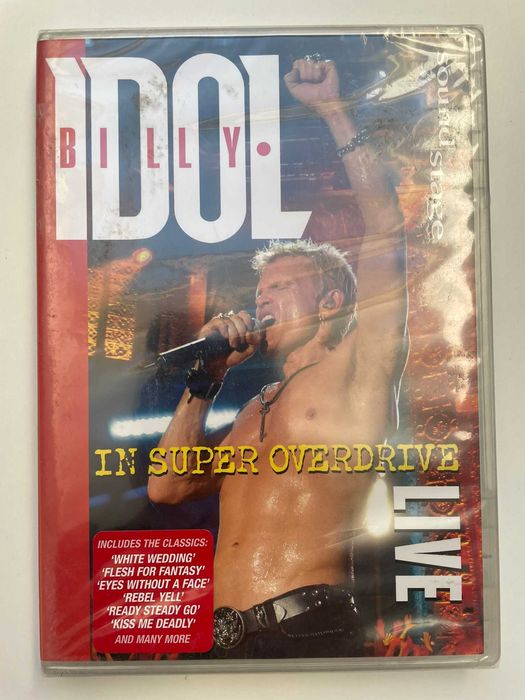 IDOL
BILLY•
soundstage
IN SUPER OVERDRIVE
LIVE
INCLUDES THE CLASSICS:
'WHITE WEDDING'
'FLESH FOR FANTASY'
'EYES WITHOUT A FACE'
'REBEL YELL'
'READY STEADY GO'
'KISS ME DEADLY'
AND MANY MORE